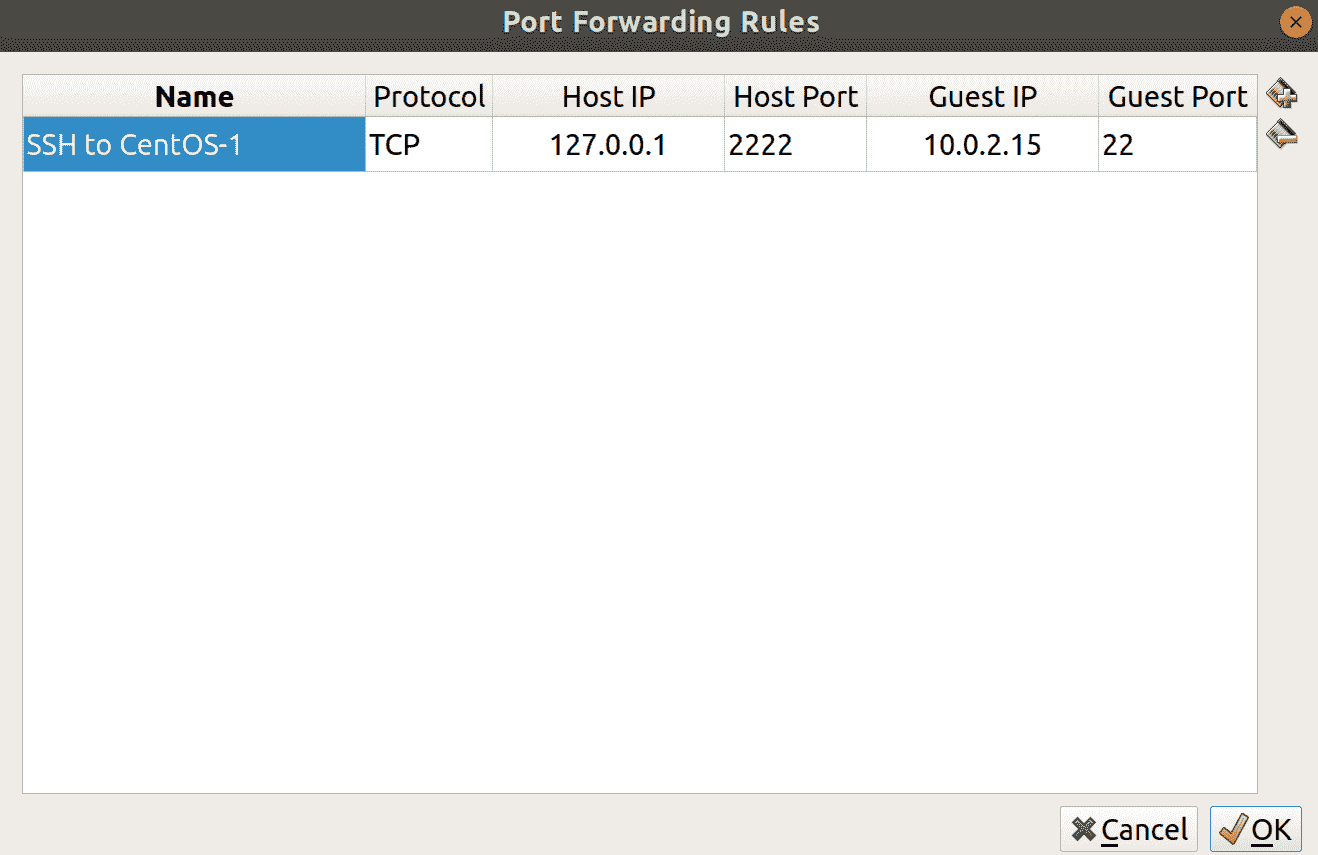 Port Forwarding Rules
Name Protocol Host IP Host Port Guest IP Guest Port
SSH to CentOS-1 TCP 127.0.0.1 2222 10.0.2.15 22
Cancel OK